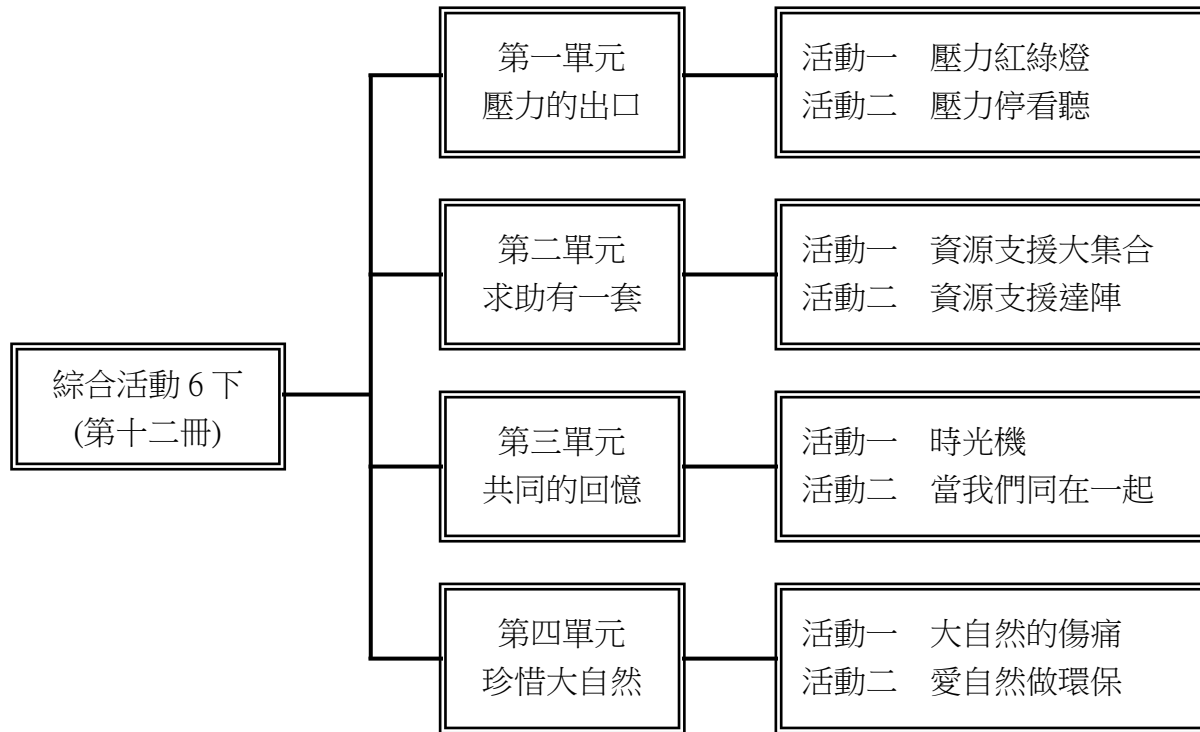 綜合活動 6 下
(第十二冊)
第一單元
壓力的出口
活動一　壓力紅綠燈
活動二　壓力停看聽
第二單元
求助有一套
活動一　資源支援大集合
活動二　資源支援達陣
第三單元
共同的回憶
活動一　時光機
活動二　當我們同在一起
第四單元
珍惜大自然
活動一　大自然的傷痛
活動二　愛自然做環保